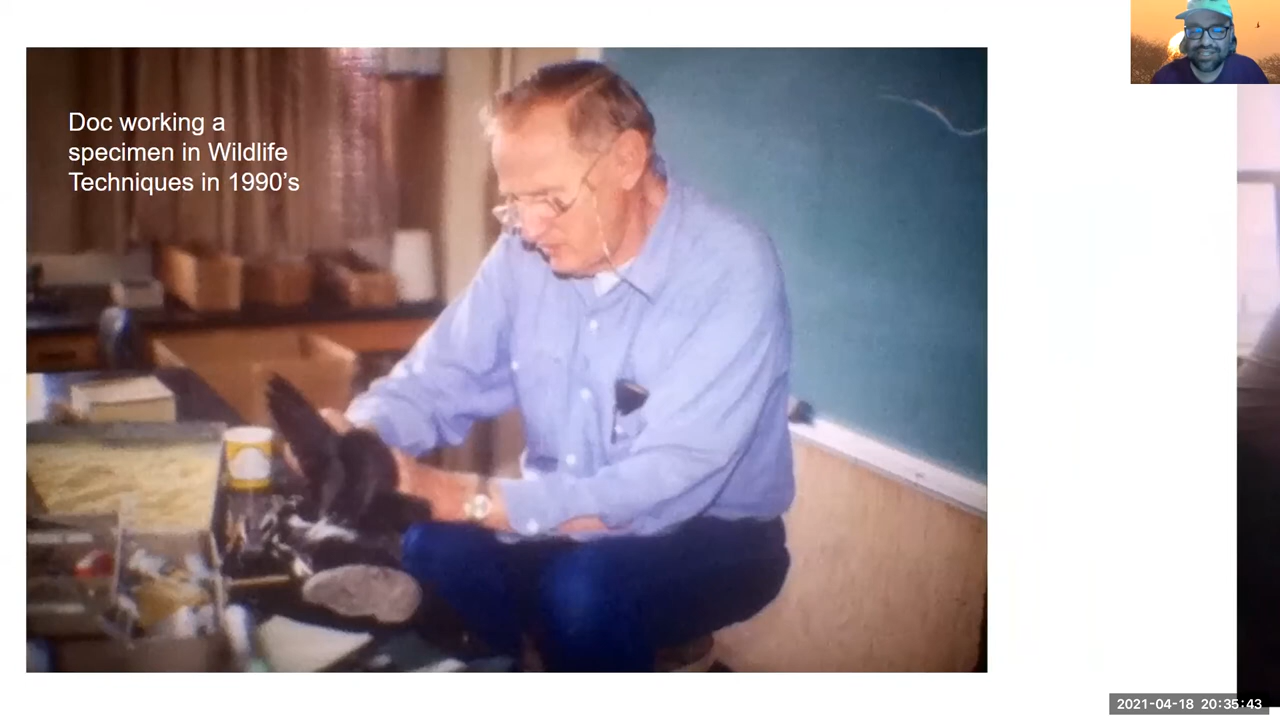 Doc working a
specimen in Wildlife
Techniques in 1990’s
2021-04-18 20:35:43